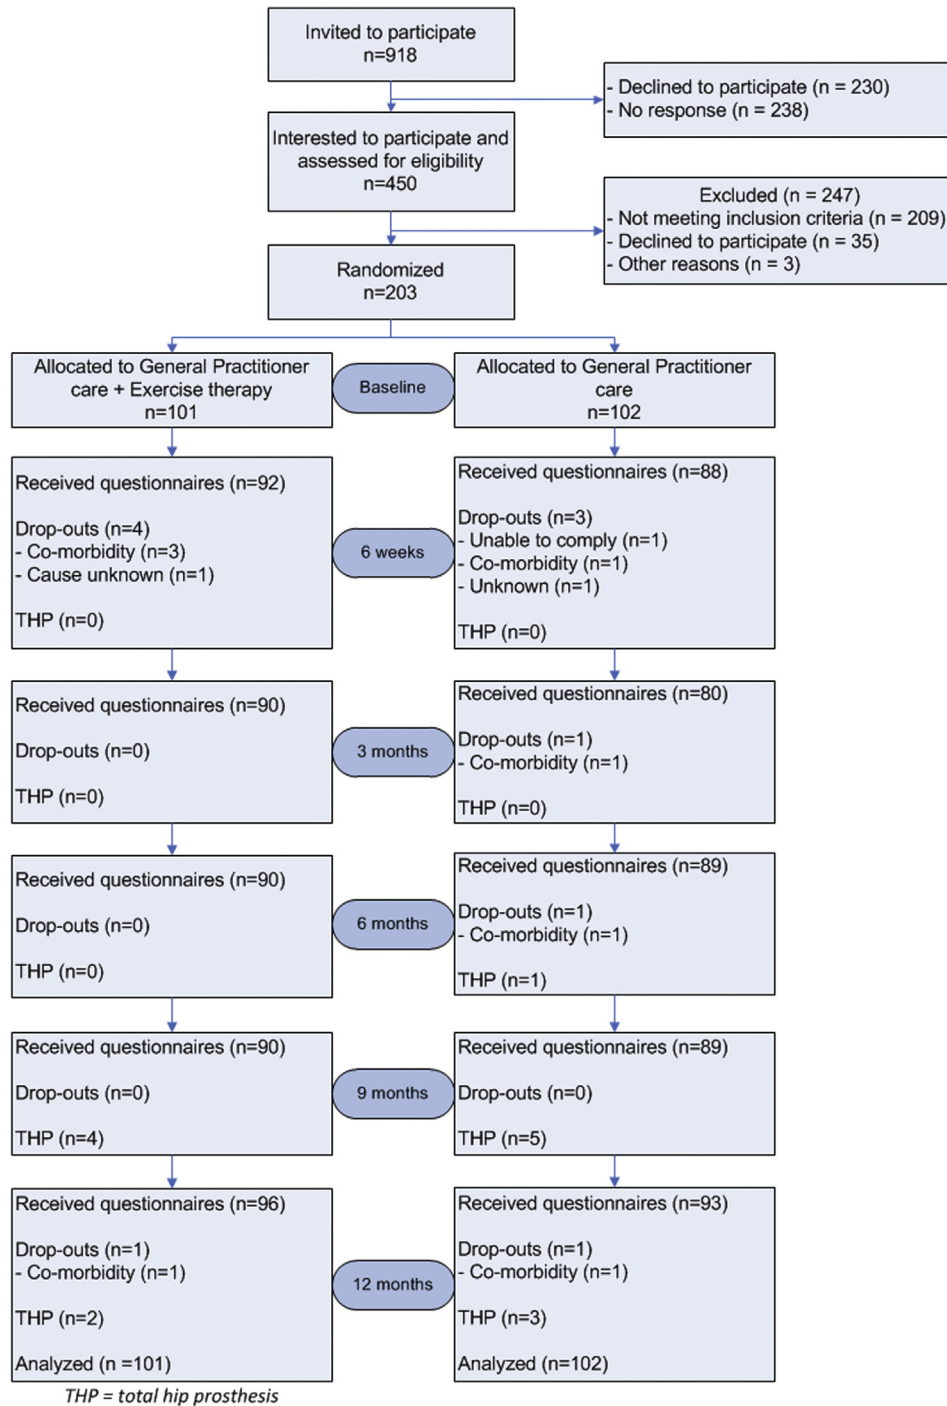 Invited to participate
n=918
- Declined to participate (n = 230)
- No response (n = 238)
Interested to participate and
assessed for eligibility
n=450
Excluded (n = 247)
- Not meeting inclusion criteria (n = 209)
- Declined to participate (n = 35)
- Other reasons (n = 3)
Randomized
n=203
Allocated to General Practitioner
care + Exercise therapy
n=101
Baseline
Allocated to General Practitioner
care
n=102
Received questionnaires (n=92)
Drop-outs (n=4)
- Co-morbidity (n=3)
- Cause unknown (n=1)
THP (n=0)
6 weeks
Received questionnaires (n=88)
Drop-outs (n=3)
- Unable to comply (n=1)
- Co-morbidity (n=1)
- Unknown (n=1)
THP (n=0)
Received questionnaires (n=90)
Drop-outs (n=0)
THP (n=0)
3 months
Received questionnaires (n=80)
Drop-outs (n=1)
- Co-morbidity (n=1)
THP (n=0)
Received questionnaires (n=90)
Drop-outs (n=0)
THP (n=0)
6 months
Received questionnaires (n=89)
Drop-outs (n=1)
- Co-morbidity (n=1)
THP (n=1)
Received questionnaires (n=90)
Drop-outs (n=0)
THP (n=4)
9 months
Received questionnaires (n=89)
Drop-outs (n=0)
THP (n=5)
Received questionnaires (n=96)
Drop-outs (n=1)
- Co-morbidity (n=1)
THP (n=2)
Analyzed (n =101)
12 months
Received questionnaires (n=93)
Drop-outs (n=1)
- Co-morbidity (n=1)
THP (n=3)
Analyzed (n=102)
THP = total hip prosthesis